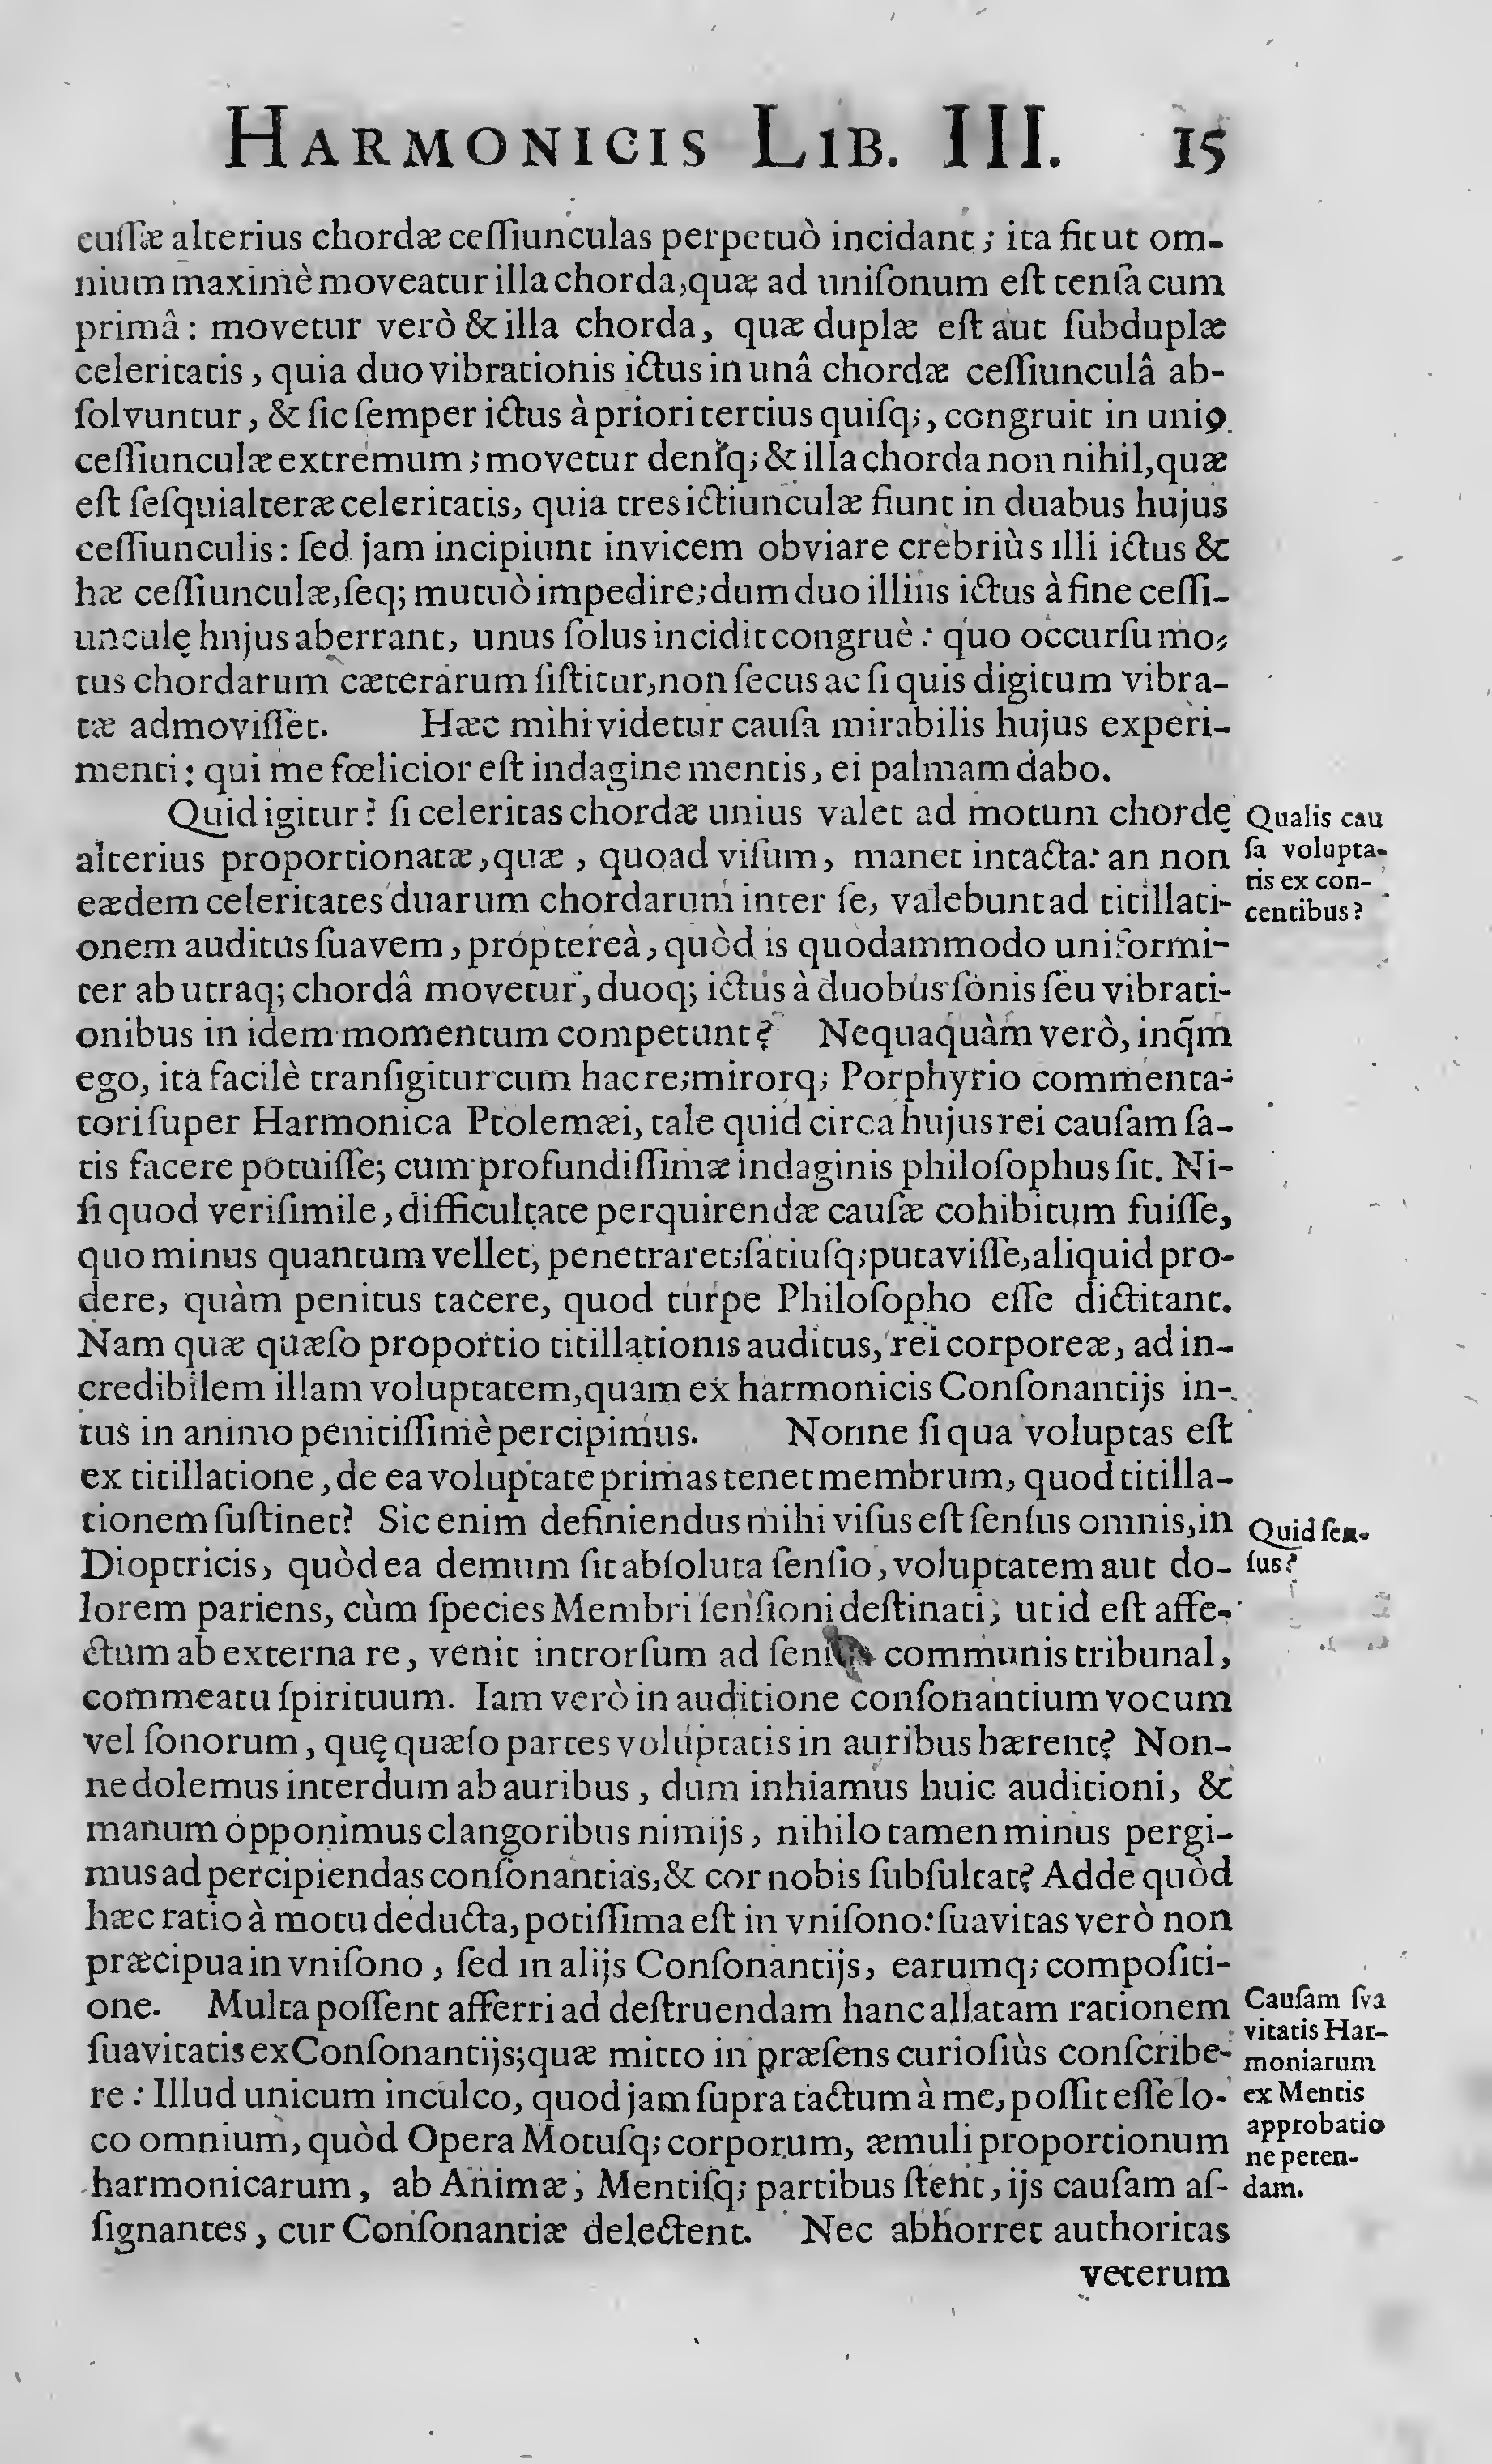 HARMONICIS LIB. III. 15
cuſſæ alterius chordæ ceſſiunculas perpetuò incidant; ita fit ut om-
nium maximè moveatur illa chorda, quæ ad uniſonum eſt tenſa cum
primâ: movetur verò & illa chorda, quæ duplæ eſt aut ſubduplæ
celeritatis, quia duo vibrationis ictus in unâ chordæ ceſſiunculâ ab-
ſolvuntur, & ſic ſemper ictus à priori tertius quiſq;, congruit in uniꝰ
ceſſiunculæ extremum; movetur deniq; & illa chorda non nihil, quæ
eſt ſeſquialteræ celeritatis, quia tres ictiunculæ fiunt in duabus hujus
ceſſiunculis: ſed jam incipiunt invicem obviare crebriùs illi ictus &
hæ ceſſiunculæ, ſeq; mutuò impedire; dum duo illius ictus à fine ceſſi-
unculę hnjus aberrant, unus ſolus incidit congruè: quo occurſu mo-
tus chordarum cæterarum ſiſtitur, non ſecus ac ſi quis digitum vibra-
tæ admoviſſet. Hæc mihi videtur cauſa mirabilis hujus experi-
menti: qui me fœlicior eſt indagine mentis, ei palmam dabo.
Quid igitur? ſi celeritas chordæ unius valet ad motum chordę
alterius proportionatæ, quæ, quoad viſum, manet intacta: an non
eædem celeritates duarum chordarum inter ſe, valebunt ad titillati-
onem auditus ſuavem, propterea, quòd is quodammodo uniformi-
ter ab utraq; chordâ movetur, duoq; ictus à duobus ſonis ſeu vibrati-
onibus in idem momentum competunt? Nequaquàm verò, inq̃m
ego, ita facilè tranſigitur cum hac re; mirorq; Porphyrio commenta-
tori ſuper Harmonica Ptolemæi, tale quid circa hujus rei cauſam ſa-
tis facere potuiſſe; cum profundiſſimæ indaginis philoſophus ſit. Ni-
ſi quod veriſimile, difficultate perquirendæ cauſæ cohibitum fuiſſe,
quo minus quantum vellet, penetraret; ſatiuſq; putaviſſe, aliquid pro-
dere, quàm penitus tacere, quod turpe Philoſopho eſſe dictitant.
Nam quæ quæſo proportio titillationis auditus, rei corporeæ, ad in-
credibilem illam voluptatem, quam ex harmonicis Conſonantijs in-
tus in animo penitiſſimè percipimus. Nonne ſi qua voluptas eſt
ex titillatione, de ea voluptate primas tenet membrum, quod titilla-
tionem ſuſtinet? Sic enim definiendus mihi viſus eſt ſenſus omnis, in
Dioptricis, quòd ea demum ſit abſoluta ſenſio, voluptatem aut do-
lorem pariens, cùm ſpecies Membri ſenſioni deſtinati, ut id eſt affe-
ctum ab externa re, venit introrſum ad communis tribunal,
commeatu ſpirituum. Iam verò in auditione conſonantium vocum
vel ſonorum, quę quæſo partes voluptatis in auribus hærent? Non-
ne dolemus interdum ab auribus, dum inhiamus huic auditioni, &
manum opponimus clangoribus nimijs, nihilo tamen minus pergi-
mus ad percipiendas conſonantias, & cor nobis ſubſultat? Adde quòd
hæc ratio à motu deducta, potiſſima eſt in vniſono: ſuavitas verò non
præcipua in vniſono, ſed in alijs Conſonantijs, earumq; compoſiti-
one. Multa poſſent afferri ad deſtruendam hanc allatam rationem
ſuavitatis ex Conſonantijs; quæ mitto in præſens curioſiùs conſcribe-
re: Illud unicum inculco, quod jam ſupra tactum à me, poſſit eſſe lo-
co omnium, quòd Opera Motuſq; corporum, æmuli proportionum
harmonicarum, ab Animæ, Mentiſq; partibus ſtent, ijs cauſam aſ-
ſignantes, cur Conſonantiæ delectent. Nec abhorret authoritas
veterum
Qualis cau
ſa volupta-
tis ex con-
centibus?
Quid ſen-
ſus?
Cauſam ſva
vitatis Har-
moniarum
ex Mentis
approbatio
ne peten-
dam.